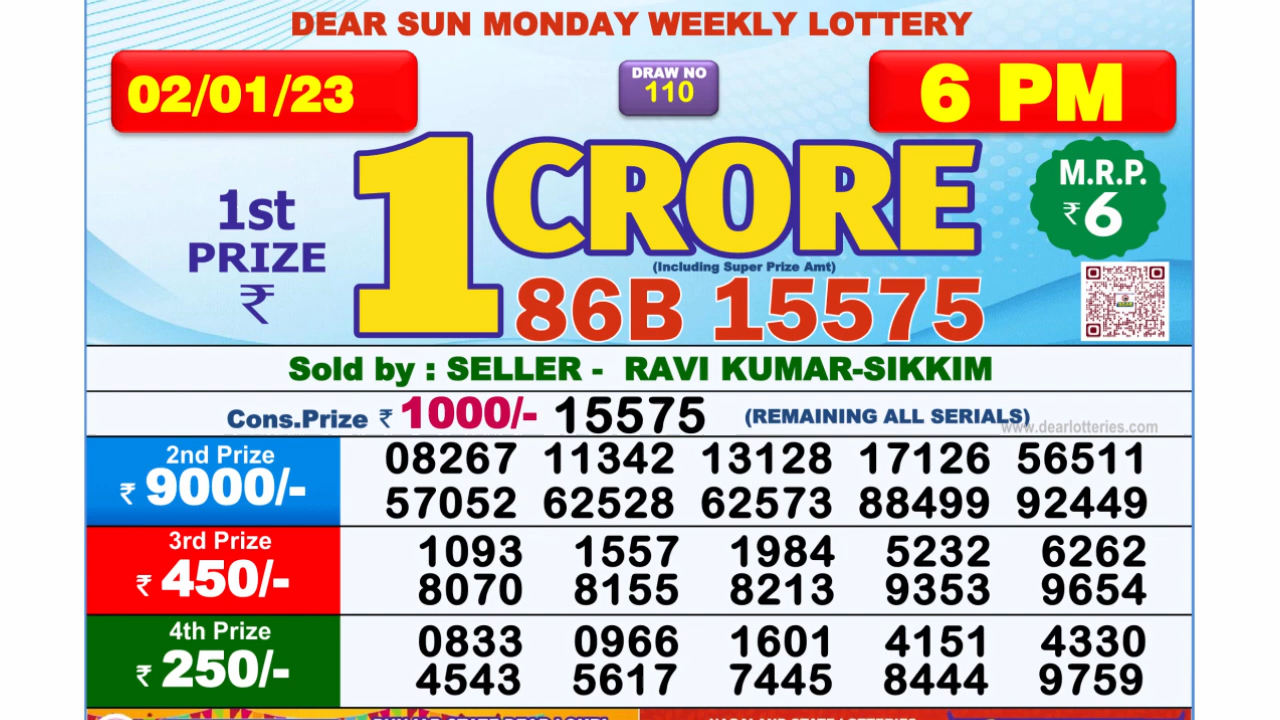 DEAR SUN MONDAY WEEKLY LOTTERY
02/01/23
DRAW NO
110
6 PM
1st
PRIZE
₹
1 CRORE
(Including Super Prize Amt)
86B 15575
M.R.P.
₹ 6
Sold by : SELLER - RAVI KUMAR-SIKKIM
Cons.Prize ₹ 1000/- 15575 (REMAINING ALL SERIALS)
www.dearlotteries.com
2nd Prize
₹ 9000/-
08267 11342 13128 17126 56511
57052 62528 62573 88499 92449
3rd Prize
₹ 450/-
1093 1557 1984 5232 6262
8070 8155 8213 9353 9654
4th Prize
₹ 250/-
0833 0966 1601 4151 4330
4543 5617 7445 8444 9759